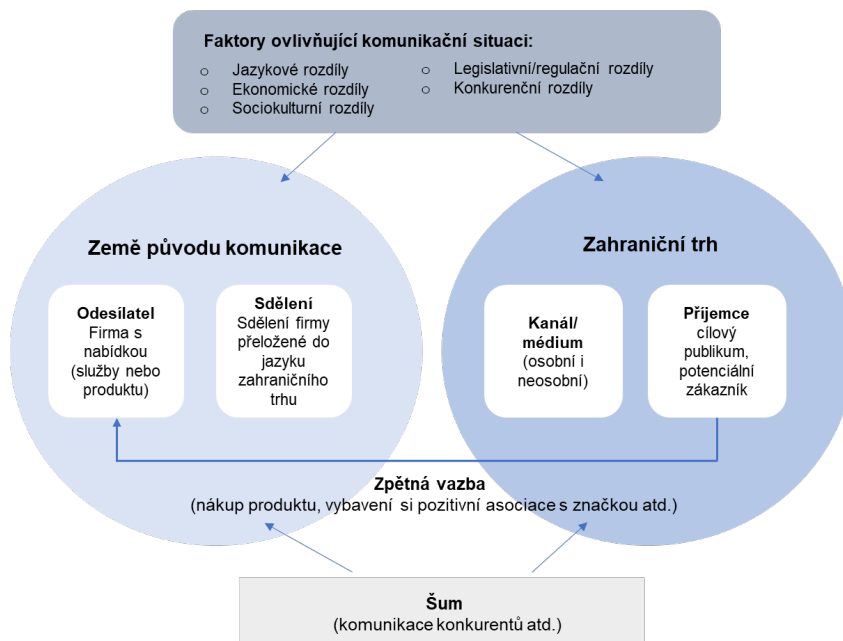 Faktory ovlivňující komunikační situaci:
o Jazykové rozdíly
o Ekonomické rozdíly
o Sociokulturní rozdíly
o Legislativní/regulační rozdíly
o Konkurenční rozdíly
Země původu komunikace
Odesílatel
Firma s
nabídkou
(služby nebo
produktu)
Sdělení
Sdělení firmy
přeložené do
jazyku
zahraničního
trhu
Zahraniční trh
Kanál/
médium
(osobní i
neosobní)
Příjemce
cílový
publikum,
potenciální
zákazník
Zpětná vazba
(nákup produktu, vybavení si pozitivní asociace s značkou atd.)
Šum
(komunikace konkurentů atd.)